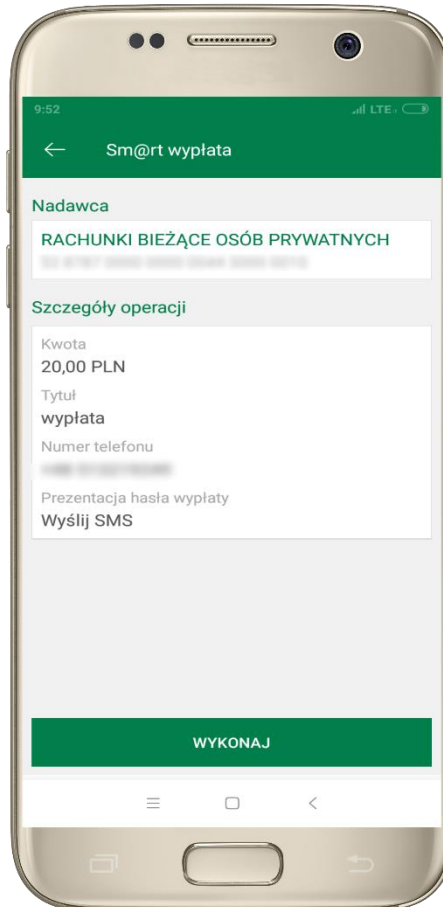 9:52
LTE
Sm@rt wypłata
Nadawca
RACHUNKI BIEŻĄCE OSÓB PRYWATNYCH
Szczegóły operacji
Kwota
20,00 PLN
Tytuł
wypłata
Numer telefonu
Prezentacja hasła wypłaty
Wyślij SMS
WYKONAJ